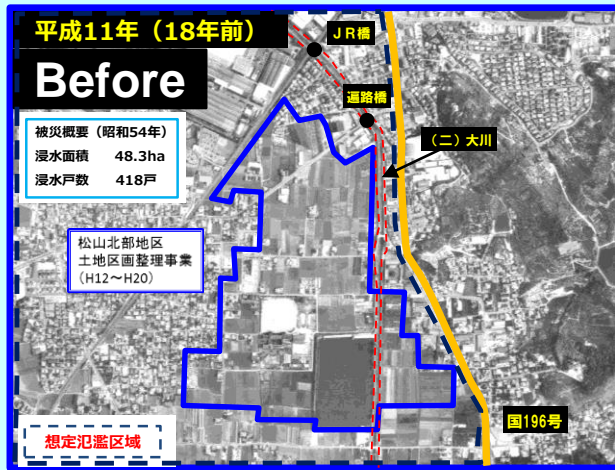 平成11年（18年前）
Before
ＪＲ橋
遍路橋
（二）大川
被災概要（昭和54年）
浸水面積　48.3ha
浸水戸数　418戸
松山北部地区
土地区画整理事業
（H12～H20）
国196号
想定氾濫区域